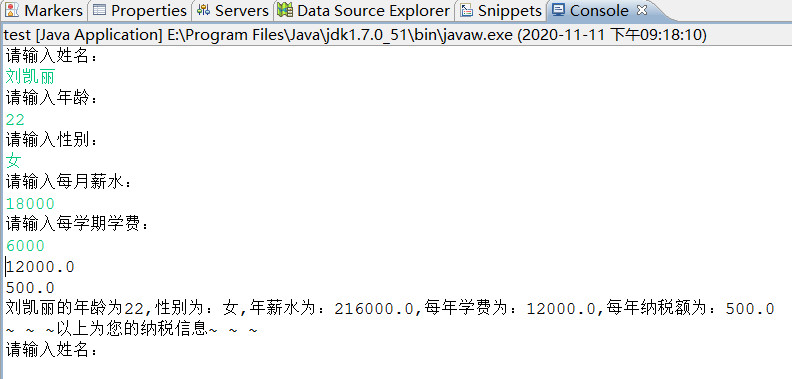 Markers Properties Servers Data Source Explorer Snippets Console
test [Java Application] E:\Program Files\Java\jdk1.7.0_51\bin\javaw.exe (2020-11-11 下午09:18:10)
请输入姓名：
刘凯丽
请输入年龄：
22
请输入性别：
女
请输入每月薪水：
18000
请输入每学期学费：
6000
12000.0
500.0
刘凯丽的年龄为22,性别为：女,年薪水为：216000.0,每年学费为：12000.0,每年纳税额为：500.0
~ ~ ~以上为您的纳税信息~ ~ ~
请输入姓名：